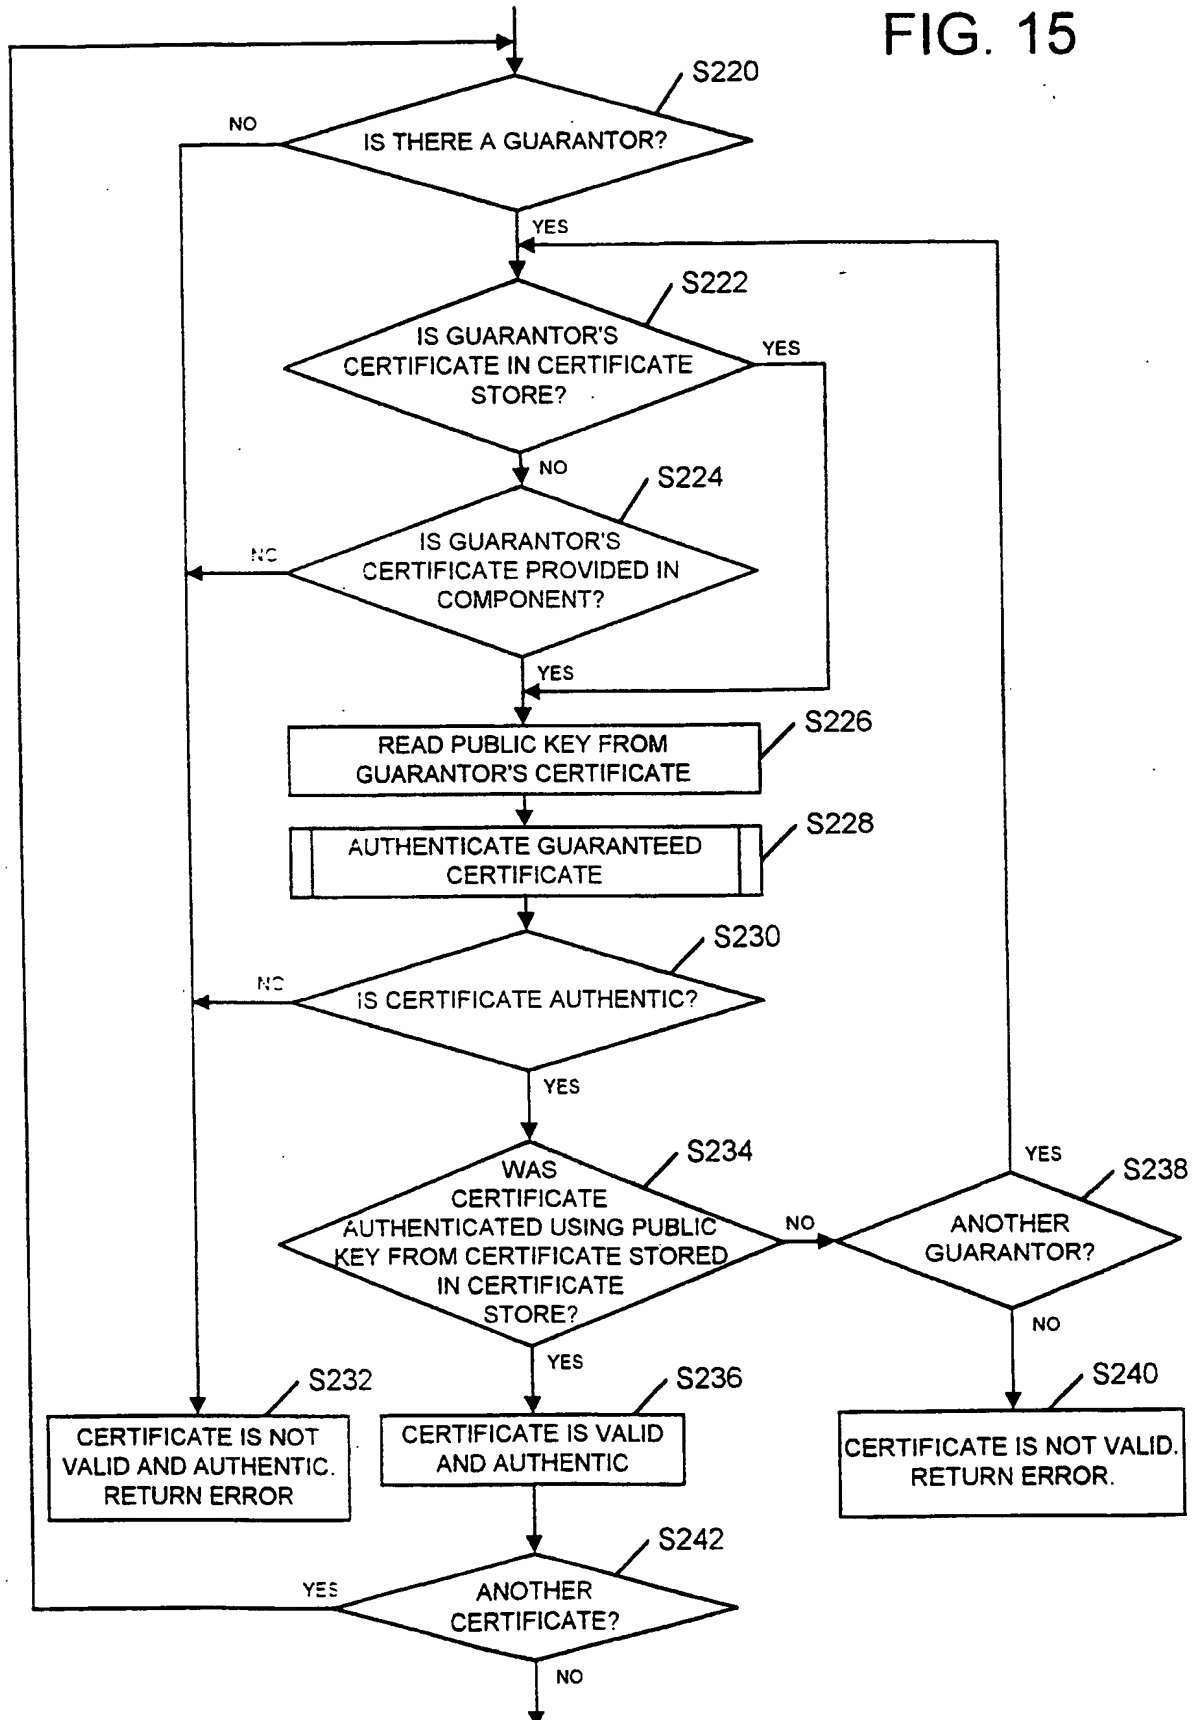 FIG. 15
S220
NO
IS THERE A GUARANTOR?
YES
S222
IS GUARANTOR'S
CERTIFICATE IN CERTIFICATE
STORE?
YES
NO
S224
IS GUARANTOR'S
CERTIFICATE PROVIDED IN
COMPONENT?
NO
YES
S226
READ PUBLIC KEY FROM
GUARANTOR'S CERTIFICATE
S228
AUTHENTICATE GUARANTEED
CERTIFICATE
S230
NO
IS CERTIFICATE AUTHENTIC?
YES
S234
WAS
CERTIFICATE
AUTHENTICATED USING PUBLIC
KEY FROM CERTIFICATE STORED
IN CERTIFICATE
STORE?
NO
YES
S238
ANOTHER
GUARANTOR?
NO
YES
S232
CERTIFICATE IS NOT
VALID AND AUTHENTIC.
RETURN ERROR
S236
CERTIFICATE IS VALID
AND AUTHENTIC
S240
CERTIFICATE IS NOT VALID.
RETURN ERROR.
S242
YES
ANOTHER
CERTIFICATE?
NO